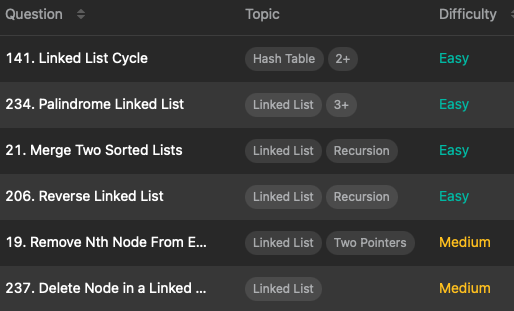 Question Topic Difficulty
141. Linked List Cycle Hash Table 2+ Easy
234. Palindrome Linked List Linked List 3+ Easy
21. Merge Two Sorted Lists Linked List Recursion Easy
206. Reverse Linked List Linked List Recursion Easy
19. Remove Nth Node From E... Linked List Two Pointers Medium
237. Delete Node in a Linked ... Linked List Medium